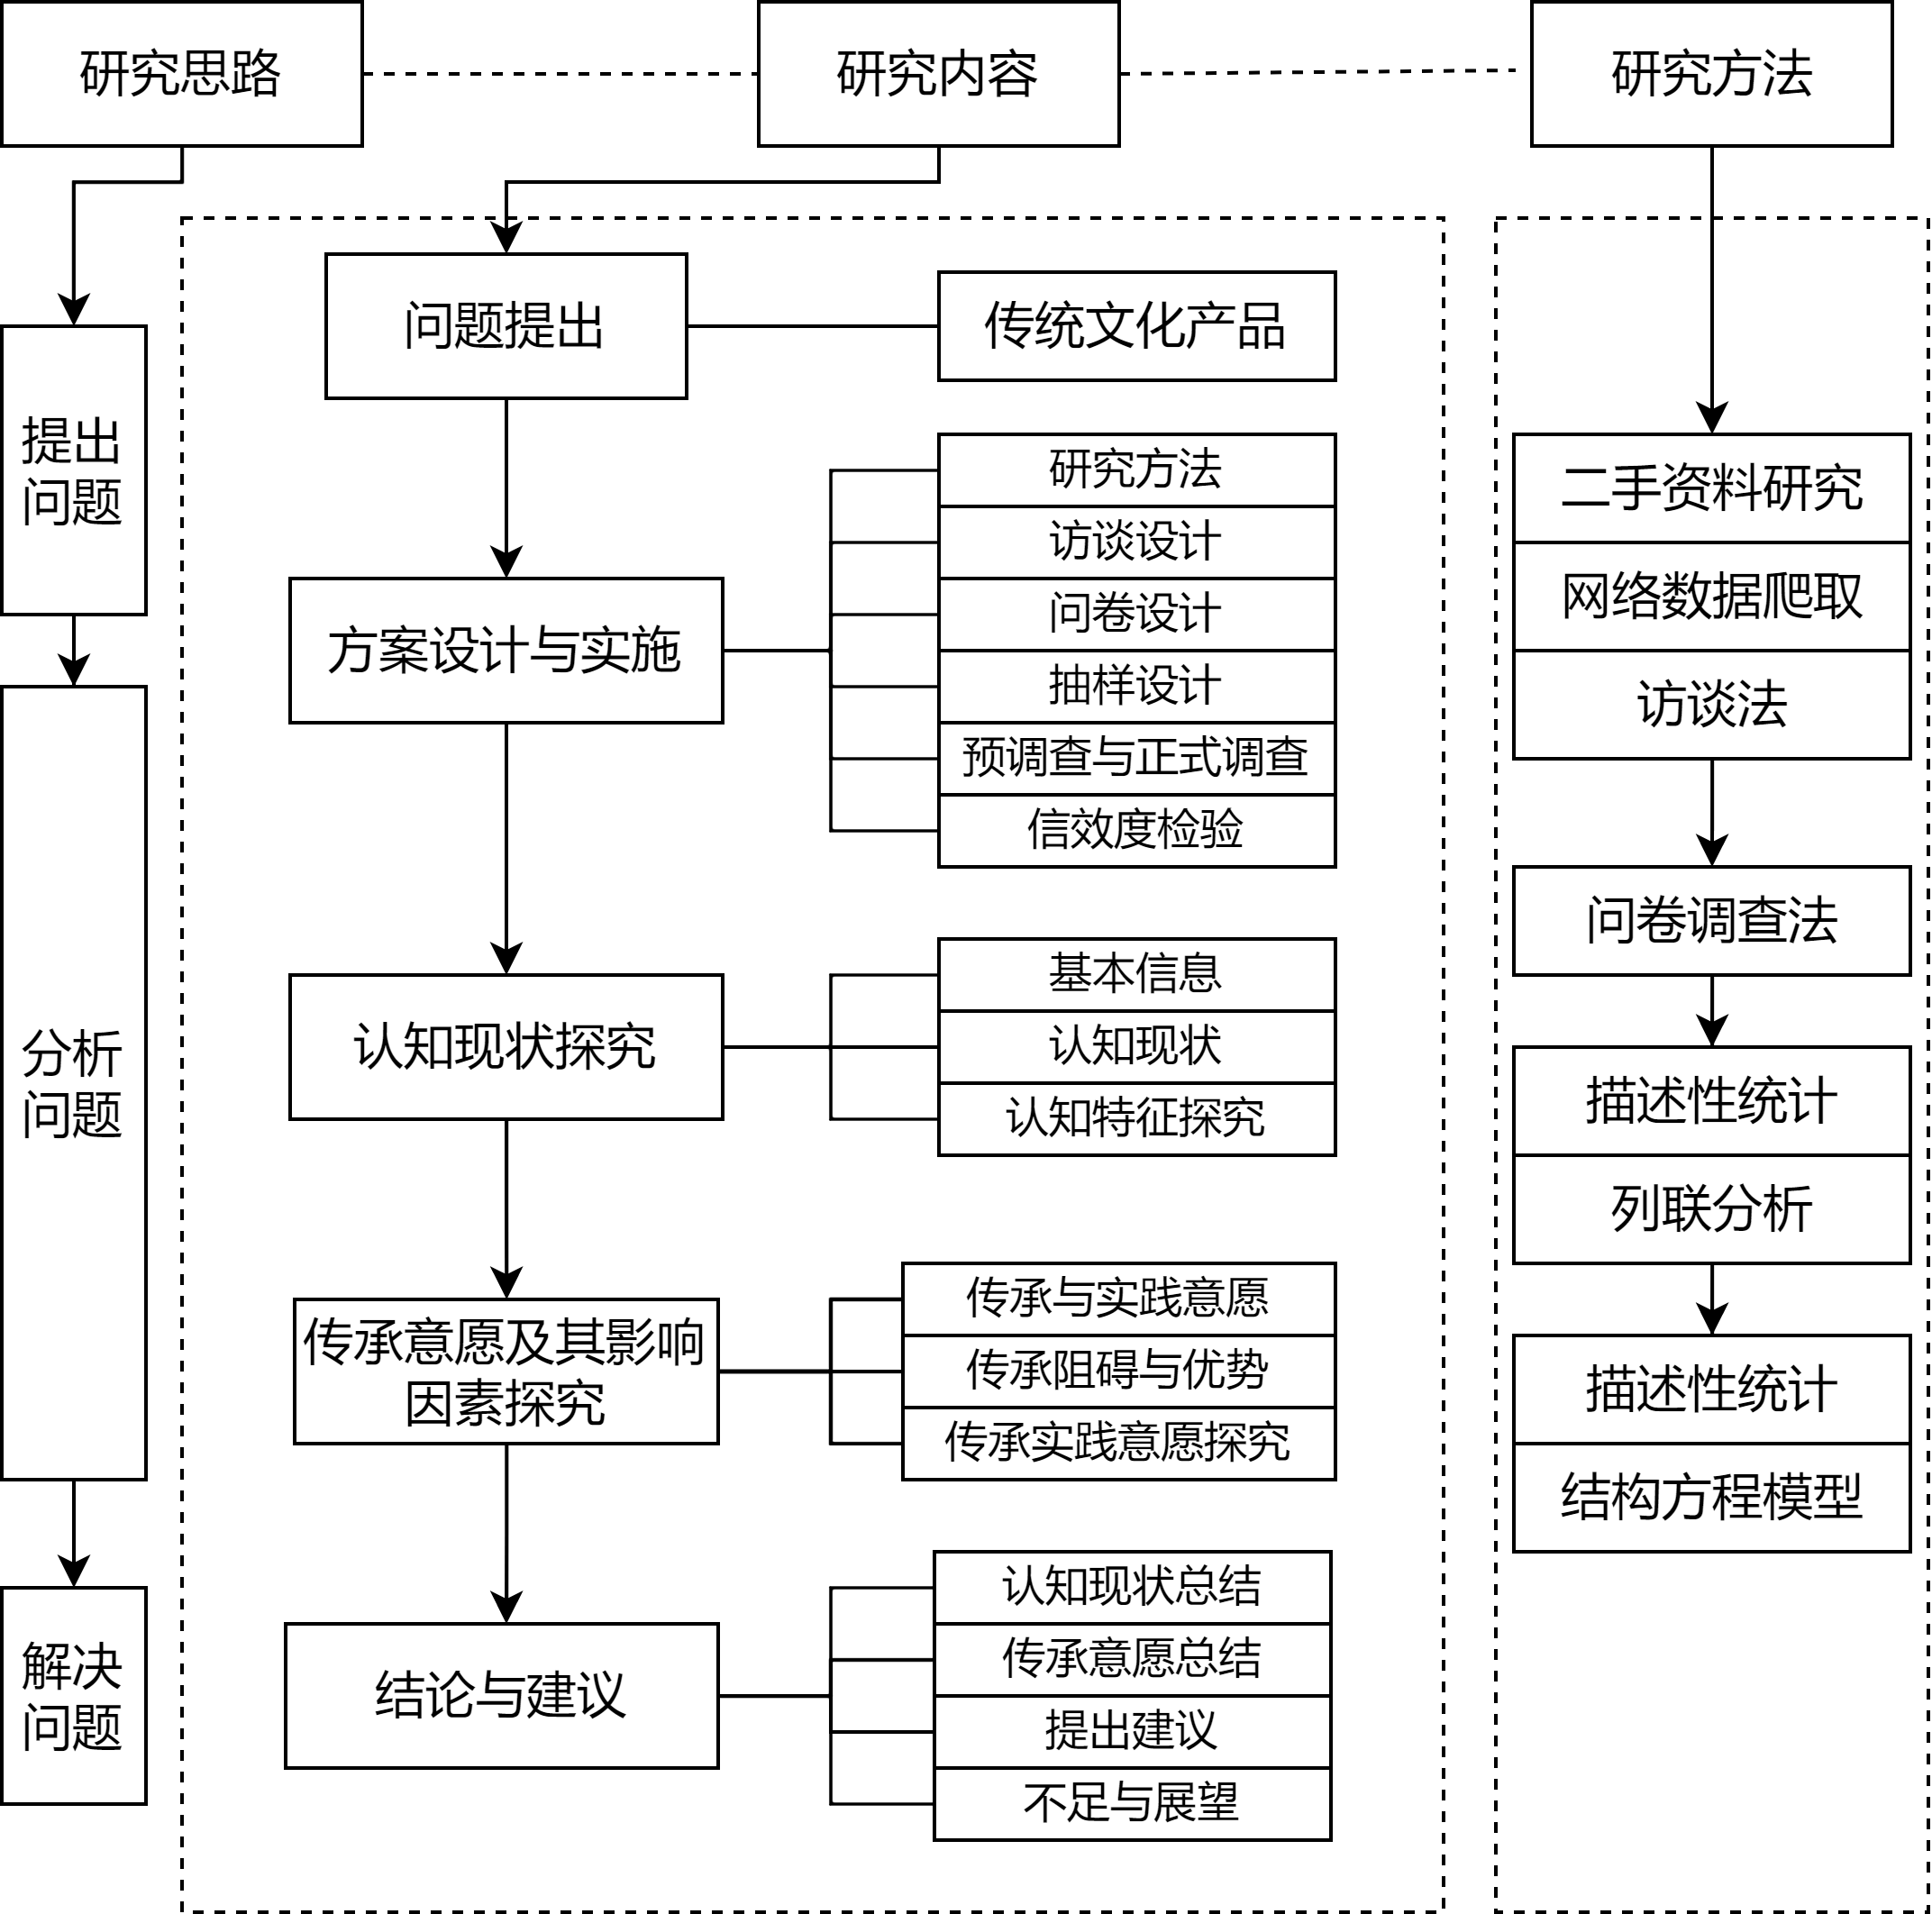 研究思路
研究内容
研究方法
提出
问题
分析
问题
解决
问题
问题提出
传统文化产品
方案设计与实施
研究方法
访谈设计
问卷设计
抽样设计
预调查与正式调查
信效度检验
认知现状探究
基本信息
认知现状
认知特征探究
传承意愿及其影响
因素探究
传承与实践意愿
传承阻碍与优势
传承实践意愿探究
结论与建议
认知现状总结
传承意愿总结
提出建议
不足与展望
二手资料研究
网络数据爬取
访谈法
问卷调查法
描述性统计
列联分析
描述性统计
结构方程模型